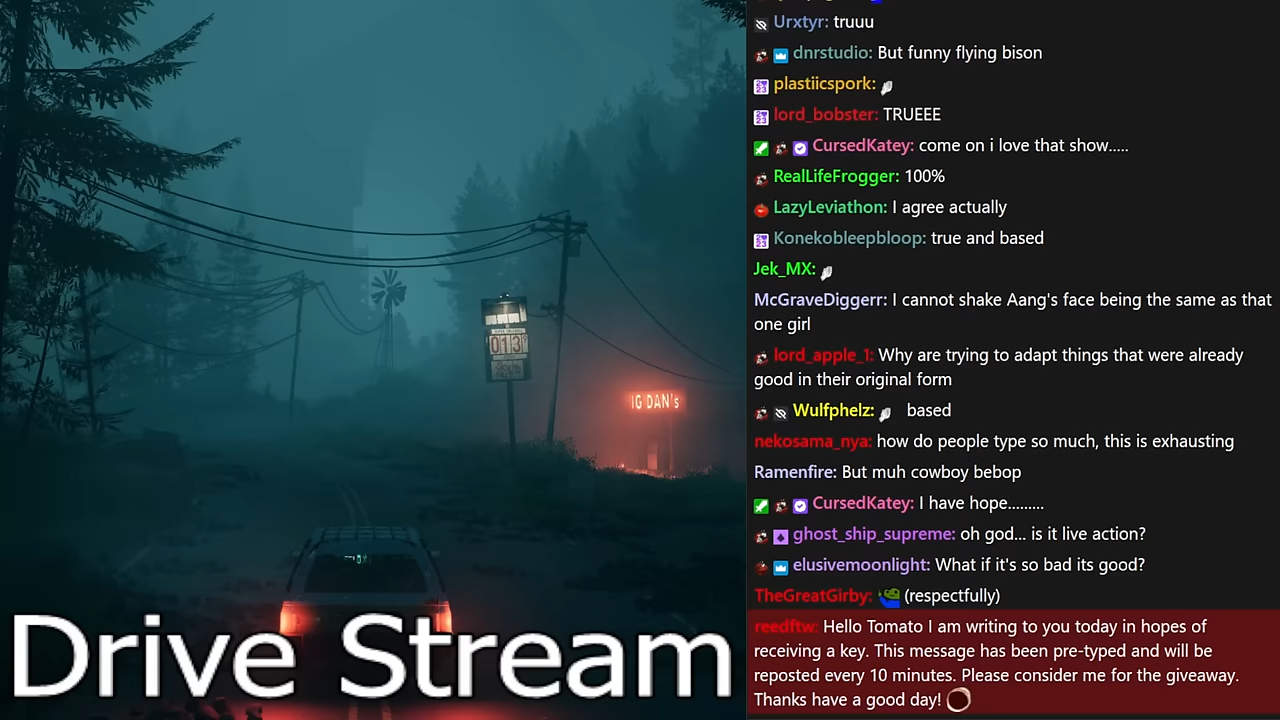 Urxtyr: truuu
dnrstudio: But funny flying bison
plastiicspork:
lord_bobster: TRUEEE
CursedKatey: come on i love that show.....
RealLifeFrogger: 100%
LazyLeviathon: I agree actually
Konekobleepbloop: true and based
Jek_MX:
McGraveDiggerr: I cannot shake Aang's face being the same as that
one girl
lord_apple_1: Why are trying to adapt things that were already
good in their original form
Wulfphelz: based
nekosama_nya: how do people type so much, this is exhausting
Ramenfire: But muh cowboy bebop
CursedKatey: I have hope.........
ghost_ship_supreme: oh god... is it live action?
elusivemoonlight: What if it's so bad its good?
TheGreatGirby: (respectfully)
reedftw: Hello Tomato I am writing to you today in hopes of
receiving a key. This message has been pre-typed and will be
reposted every 10 minutes. Please consider me for the giveaway.
Thanks have a good day!
013
IG DAN's
Drive Stream